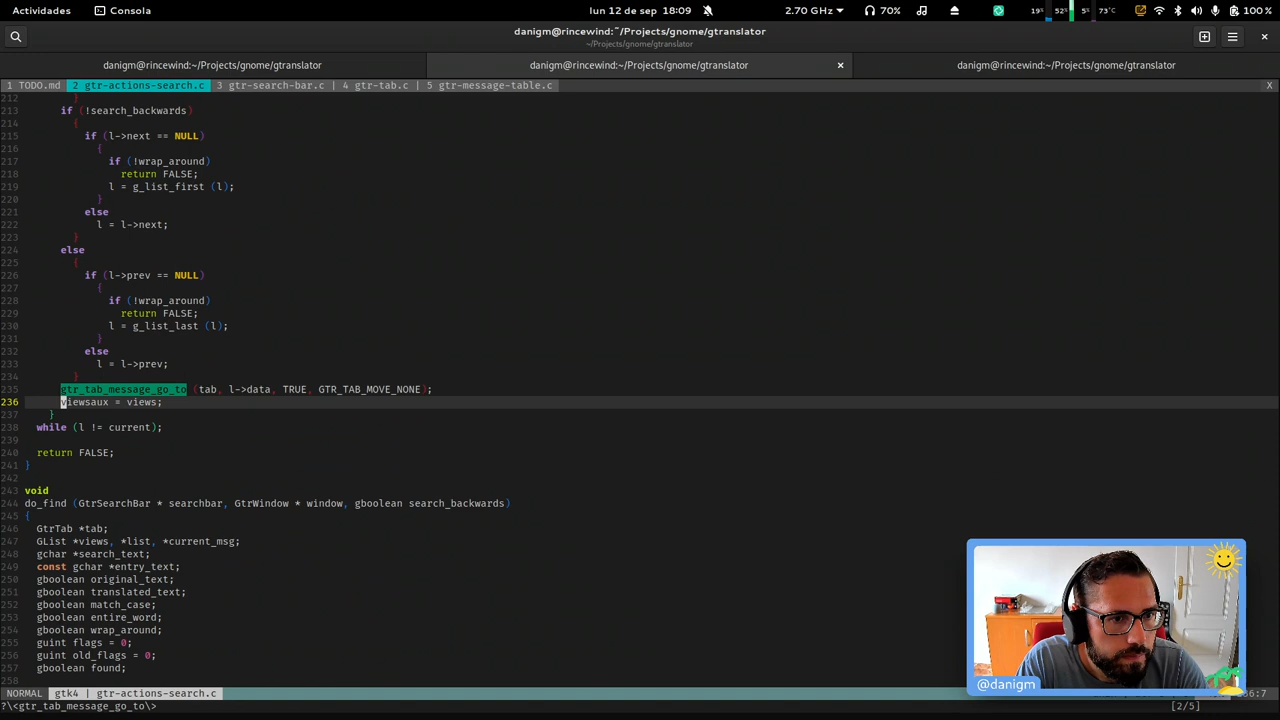 Actividades Consola lun 12 de sep 18:09 2.70 GHz 70% 19% 52% 5% 73°C 100 %
danigm@rincewind:~/Projects/gnome/gtranslator
~/Projects/gnome/gtranslator
danigm@rincewind:~/Projects/gnome/gtranslator danigm@rincewind:~/Projects/gnome/gtranslator danigm@rincewind:~/Projects/gnome/gtranslator
1 TODO.md 2 gtr-actions-search.c 3 gtr-search-bar.c | 4 gtr-tab.c | 5 gtr-message-table.c X
212 }
213 if (!search_backwards)
214 {
215 if (l->next == NULL)
216 {
217 if (!wrap_around)
218 return FALSE;
219 l = g_list_first (l);
220 }
221 else
222 l = l->next;
223 }
224 else
225 {
226 if (l->prev == NULL)
227 {
228 if (!wrap_around)
229 return FALSE;
230 l = g_list_last (l);
231 }
232 else
233 l = l->prev;
234 }
235 gtr_tab_message_go_to (tab, l->data, TRUE, GTR_TAB_MOVE_NONE);
236 viewsaux = views;
237 }
238 while (l != current);
239
240 return FALSE;
241 }
242
243 void
244 do_find (GtrSearchBar * searchbar, GtrWindow * window, gboolean search_backwards)
245 {
246 GtrTab *tab;
247 GList *views, *list, *current_msg;
248 gchar *search_text;
249 const gchar *entry_text;
250 gboolean original_text;
251 gboolean translated_text;
252 gboolean match_case;
253 gboolean entire_word;
254 gboolean wrap_around;
255 guint flags = 0;
256 guint old_flags = 0;
257 gboolean found;
258
@danigm
NORMAL gtk4 | gtr-actions-search.c
?\<gtr_tab_message_go_to\> [2/5]